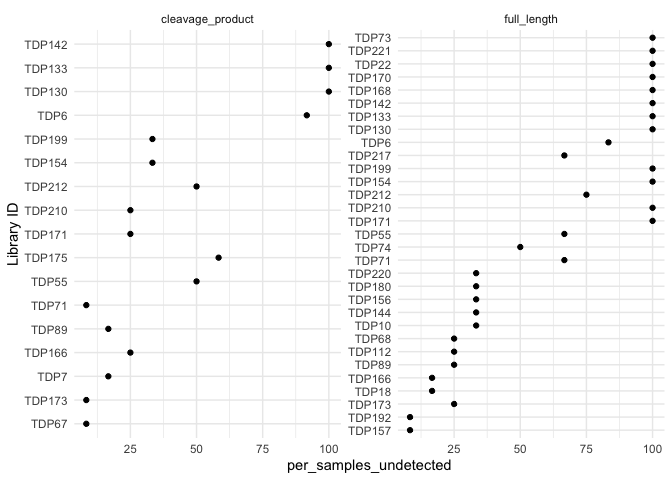 cleavage_product
full_length
Library ID
TDP142
TDP133
TDP130
TDP6
TDP199
TDP154
TDP212
TDP210
TDP171
TDP175
TDP55
TDP71
TDP89
TDP166
TDP7
TDP173
TDP67
TDP73
TDP221
TDP22
TDP170
TDP168
TDP142
TDP133
TDP130
TDP6
TDP217
TDP199
TDP154
TDP212
TDP210
TDP171
TDP55
TDP74
TDP71
TDP220
TDP180
TDP156
TDP144
TDP10
TDP68
TDP112
TDP89
TDP166
TDP18
TDP173
TDP192
TDP157
25 50 75 100
25 50 75 100
per_samples_undetected